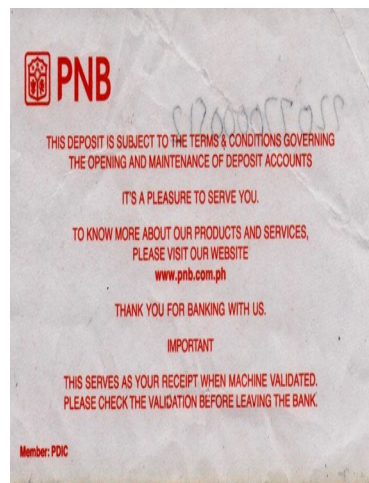 PNB
THIS DEPOSIT IS SUBJECT TO THE TERMS & CONDITIONS GOVERNING
THE OPENING AND MAINTENANCE OF DEPOSIT ACCOUNTS
IT'S A PLEASURE TO SERVE YOU.
TO KNOW MORE ABOUT OUR PRODUCTS AND SERVICES,
PLEASE VISIT OUR WEBSITE
www.pnb.com.ph
THANK YOU FOR BANKING WITH US.
IMPORTANT
THIS SERVES AS YOUR RECEIPT WHEN MACHINE VALIDATED.
PLEASE CHECK THE VALIDATION BEFORE LEAVING THE BANK.
Member: PDIC